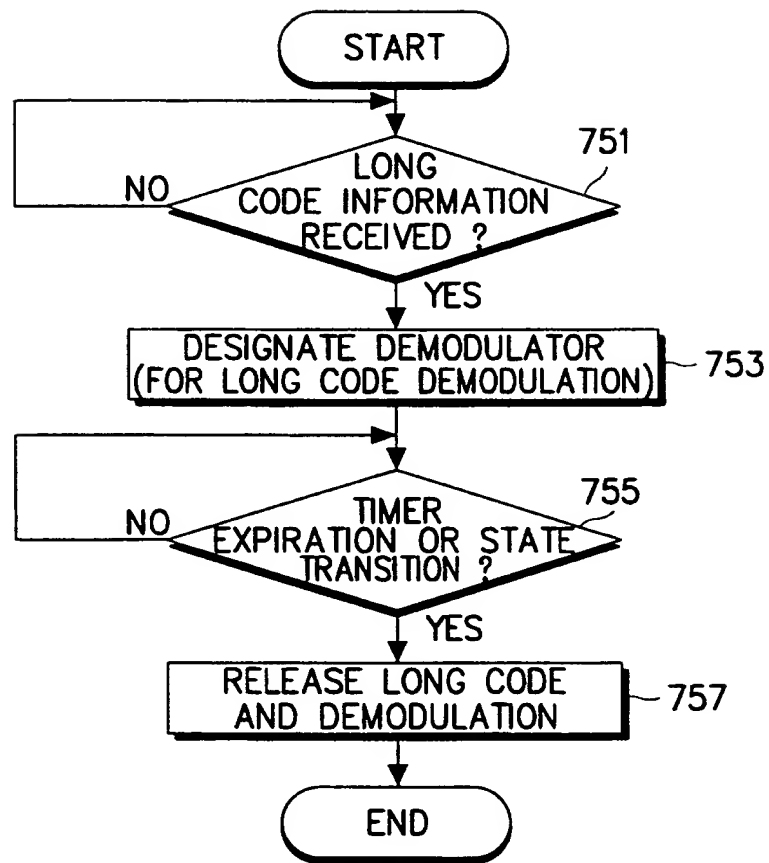 START
751
LONG
CODE INFORMATION
RECEIVED ?
NO
YES
DESIGNATE DEMODULATOR
(FOR LONG CODE DEMODULATION)
753
755
TIMER
EXPIRATION OR STATE
TRANSITION ?
NO
YES
RELEASE LONG CODE
AND DEMODULATION
757
END